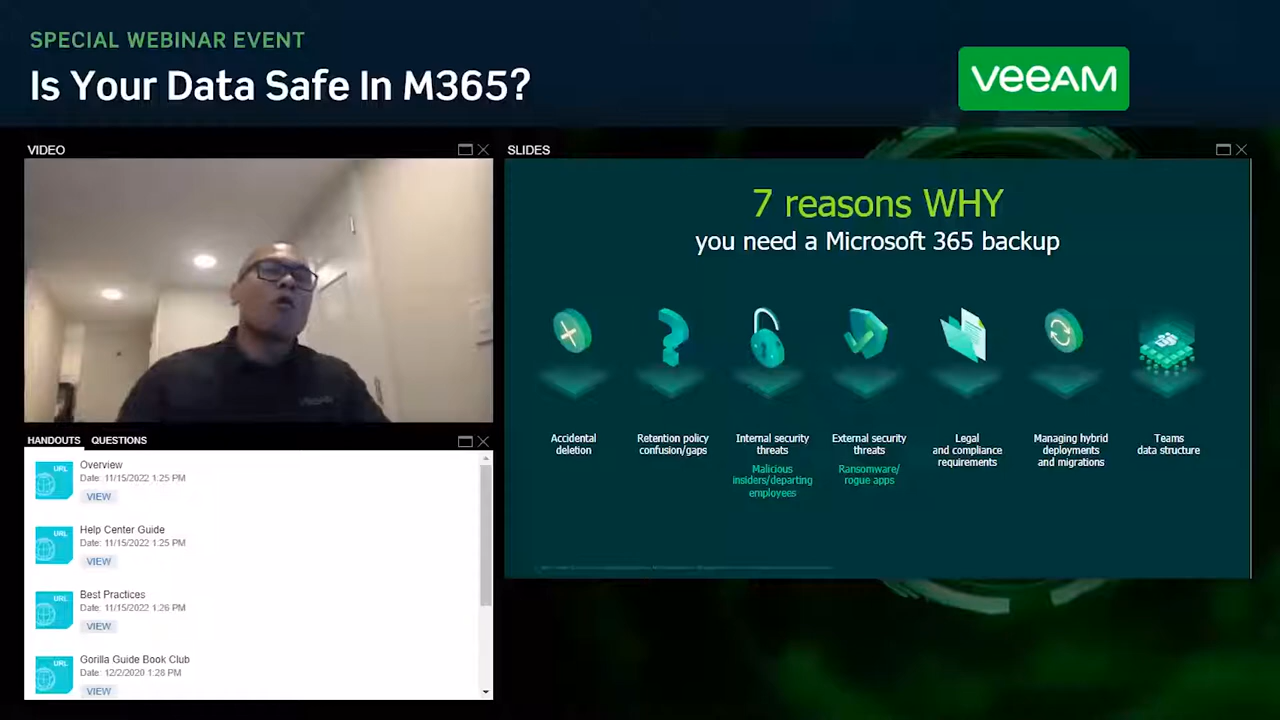 SPECIAL WEBINAR EVENT
Is Your Data Safe In M365?
veeAM
VIDEO
SLIDES
7 reasons WHY
you need a Microsoft 365 backup
Accidental
deletion
Retention policy
confusion/gaps
Internal security
threats
Malicious
insiders/departing
employees
External security
threats
Ransomware/
rogue apps
Legal
and compliance
requirements
Managing hybrid
deployments
and migrations
Teams
data structure
HANDOUTS QUESTIONS
URL
Overview
Date: 11/15/2022 1:25 PM
VIEW
URL
Help Center Guide
Date: 11/15/2022 1:25 PM
VIEW
URL
Best Practices
Date: 11/15/2022 1:26 PM
VIEW
URL
Gorilla Guide Book Club
Date: 12/2/2020 1:28 PM
VIEW